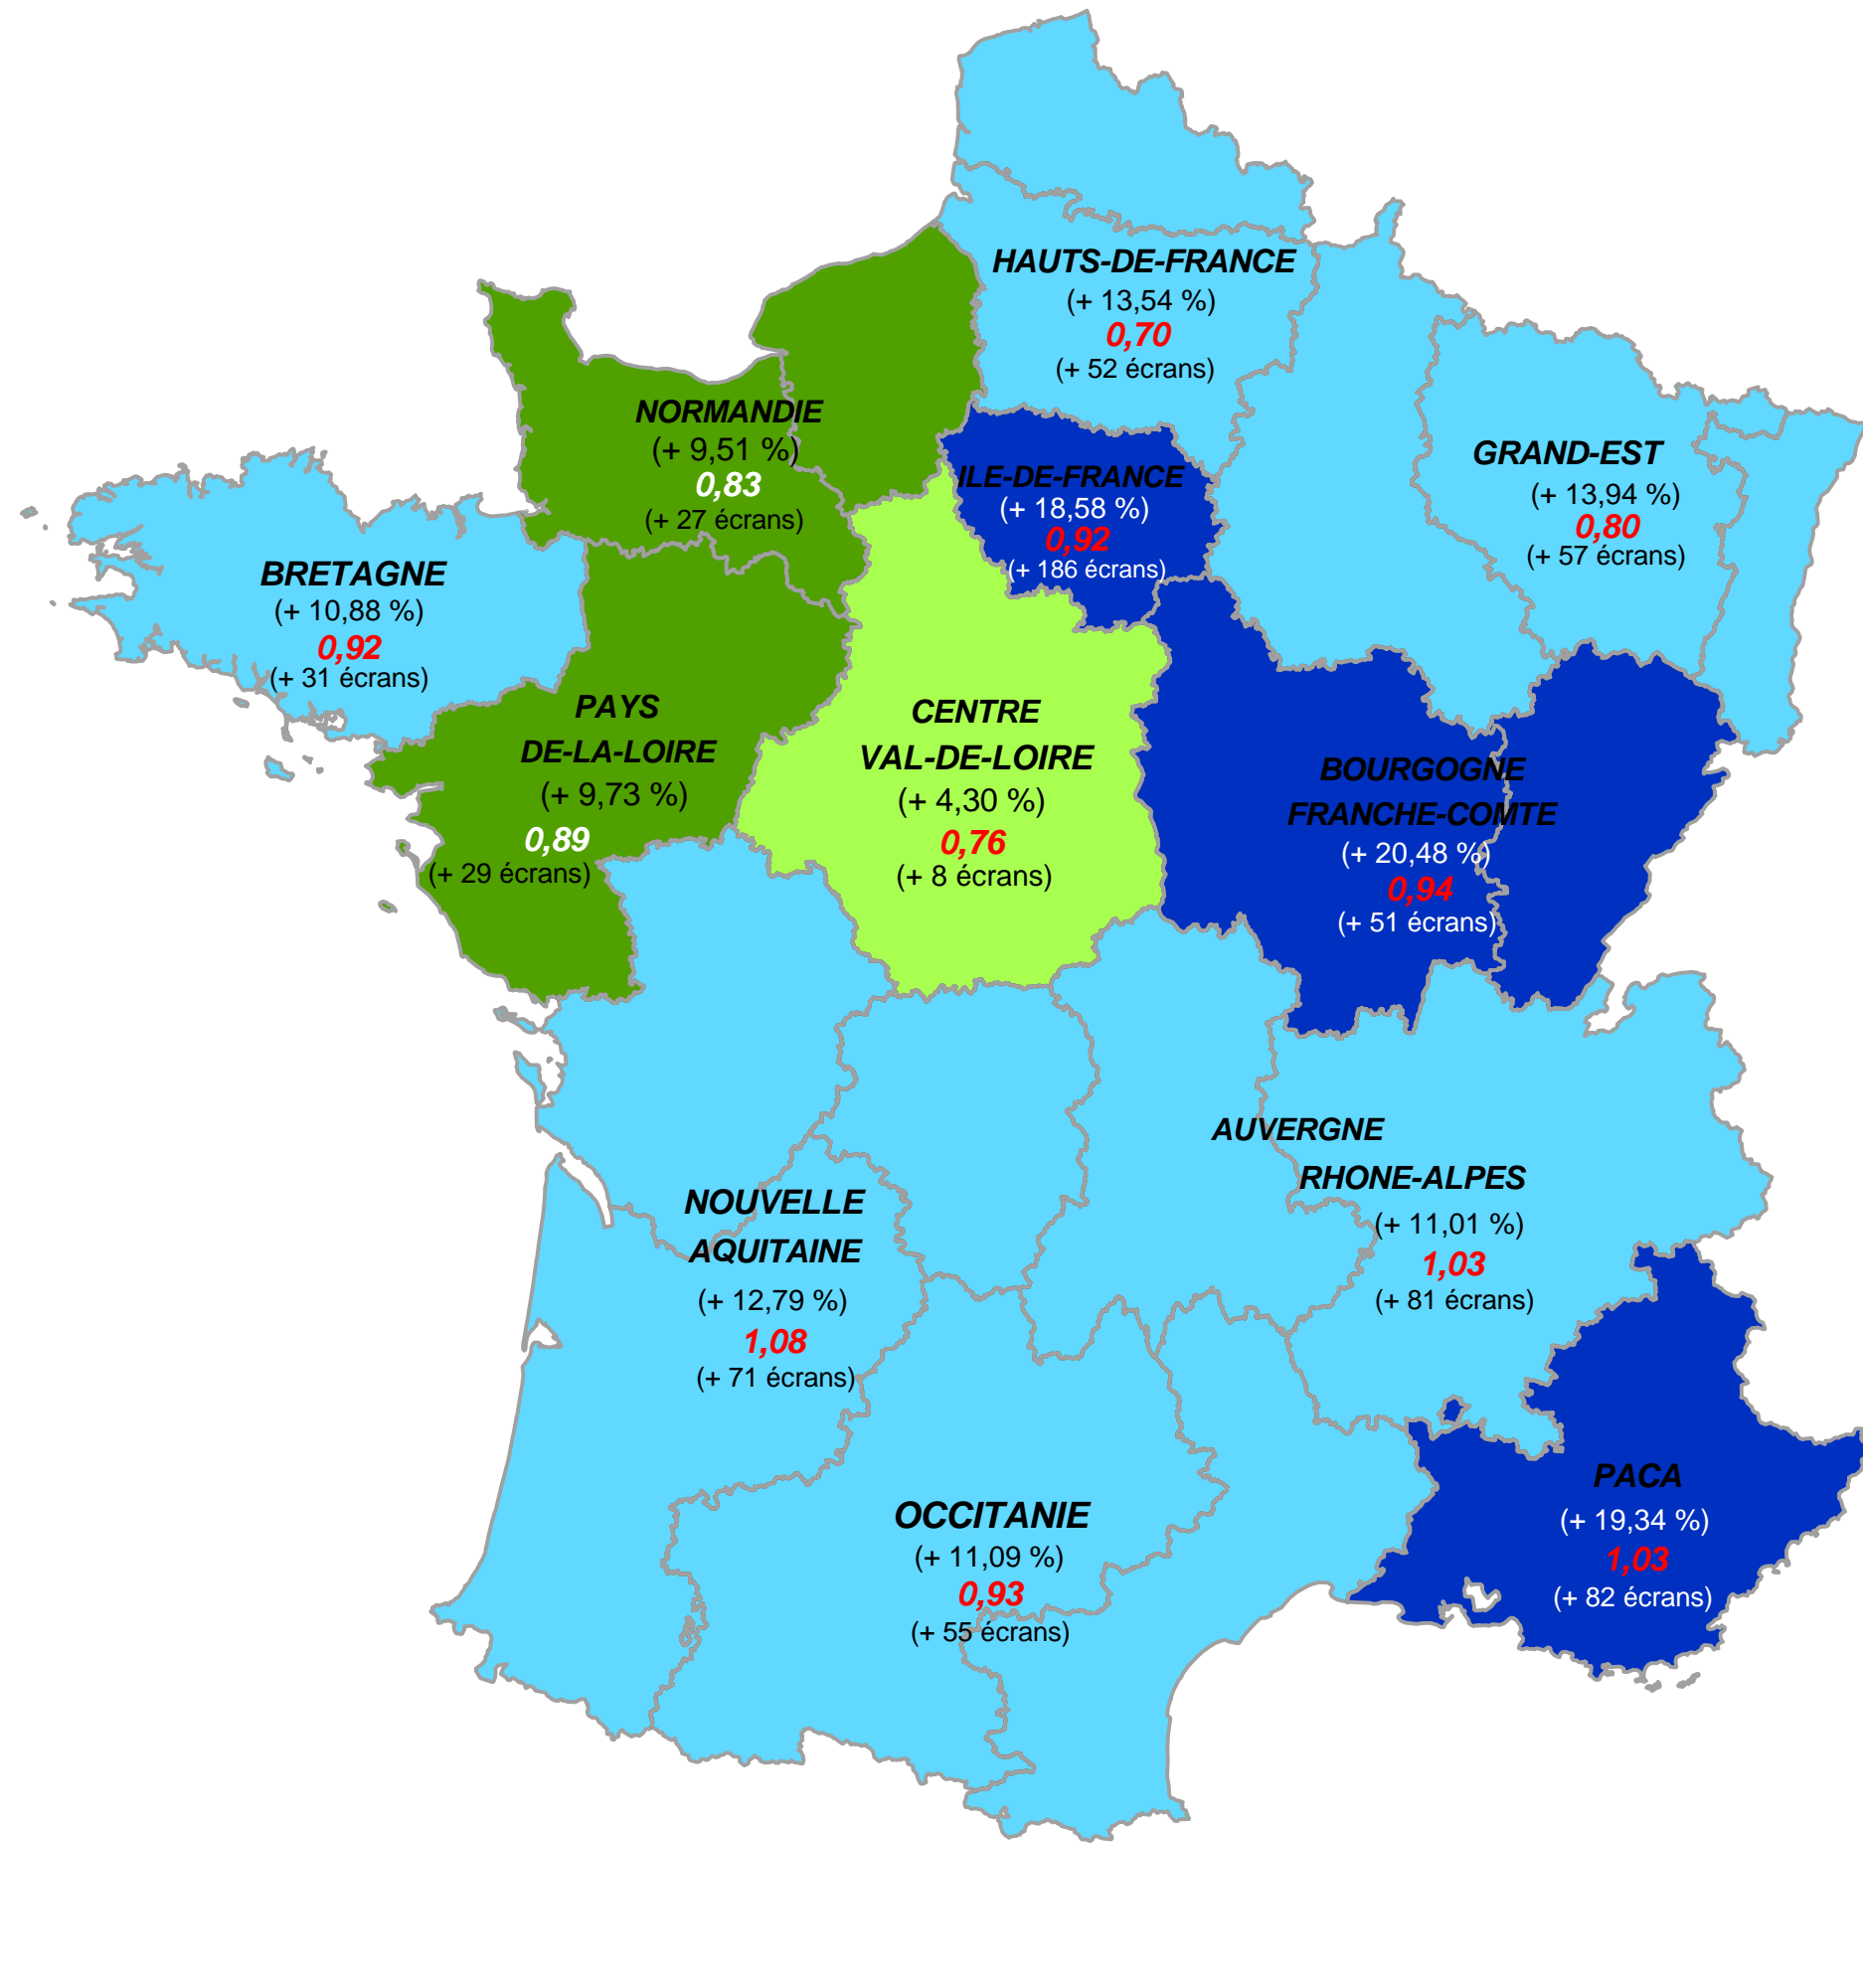 HAUTS-DE-FRANCE
(+ 13,54 %)
0,70
(+ 52 écrans)
NORMANDIE
(+ 9,51 %)
0,83
(+ 27 écrans)
ILE-DE-FRANCE
(+ 18,58 %)
0,92
(+ 186 écrans)
GRAND-EST
(+ 13,94 %)
0,80
(+ 57 écrans)
BRETAGNE
(+ 10,88 %)
0,92
(+ 31 écrans)
PAYS
DE-LA-LOIRE
(+ 9,73 %)
0,89
(+ 29 écrans)
CENTRE
VAL-DE-LOIRE
(+ 4,30 %)
0,76
(+ 8 écrans)
BOURGOGNE
FRANCHE-COMTE
(+ 20,48 %)
0,94
(+ 51 écrans)
AUVERGNE
RHONE-ALPES
(+ 11,01 %)
1,03
(+ 81 écrans)
NOUVELLE
AQUITAINE
(+ 12,79 %)
1,08
(+ 71 écrans)
OCCITANIE
(+ 11,09 %)
0,93
(+ 55 écrans)
PACA
(+ 19,34 %)
1,03
(+ 82 écrans)